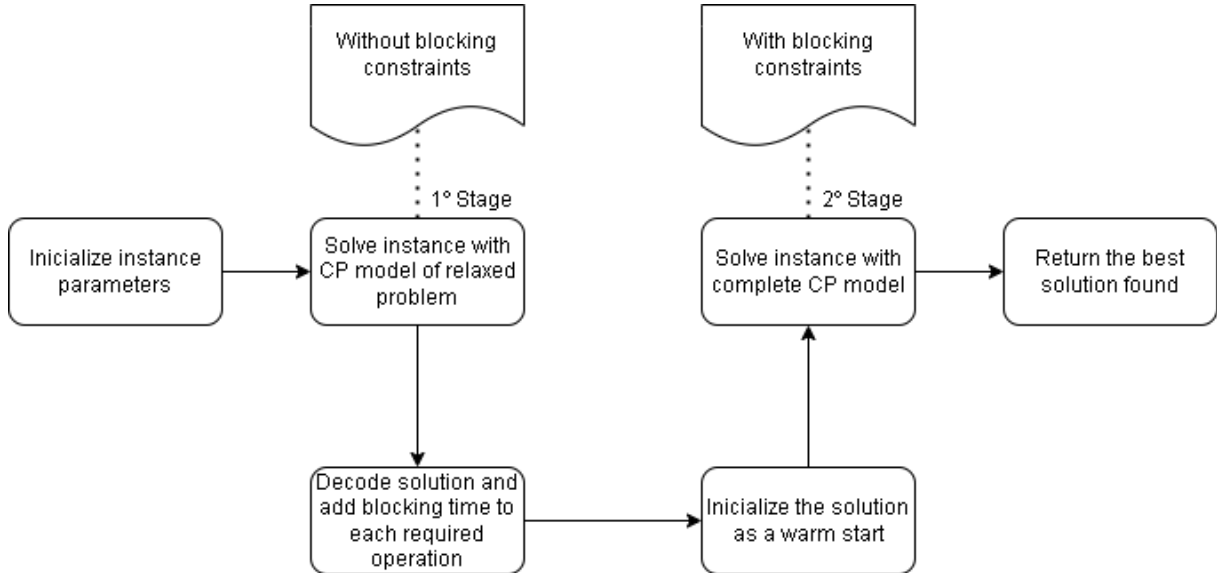 Without blocking
constraints
With blocking
constraints
1° Stage
2° Stage
Inicialize instance
parameters
Solve instance with
CP model of relaxed
problem
Solve instance with
complete CP model
Return the best
solution found
Decode solution and
add blocking time to
each required
operation
Inicialize the solution
as a warm start